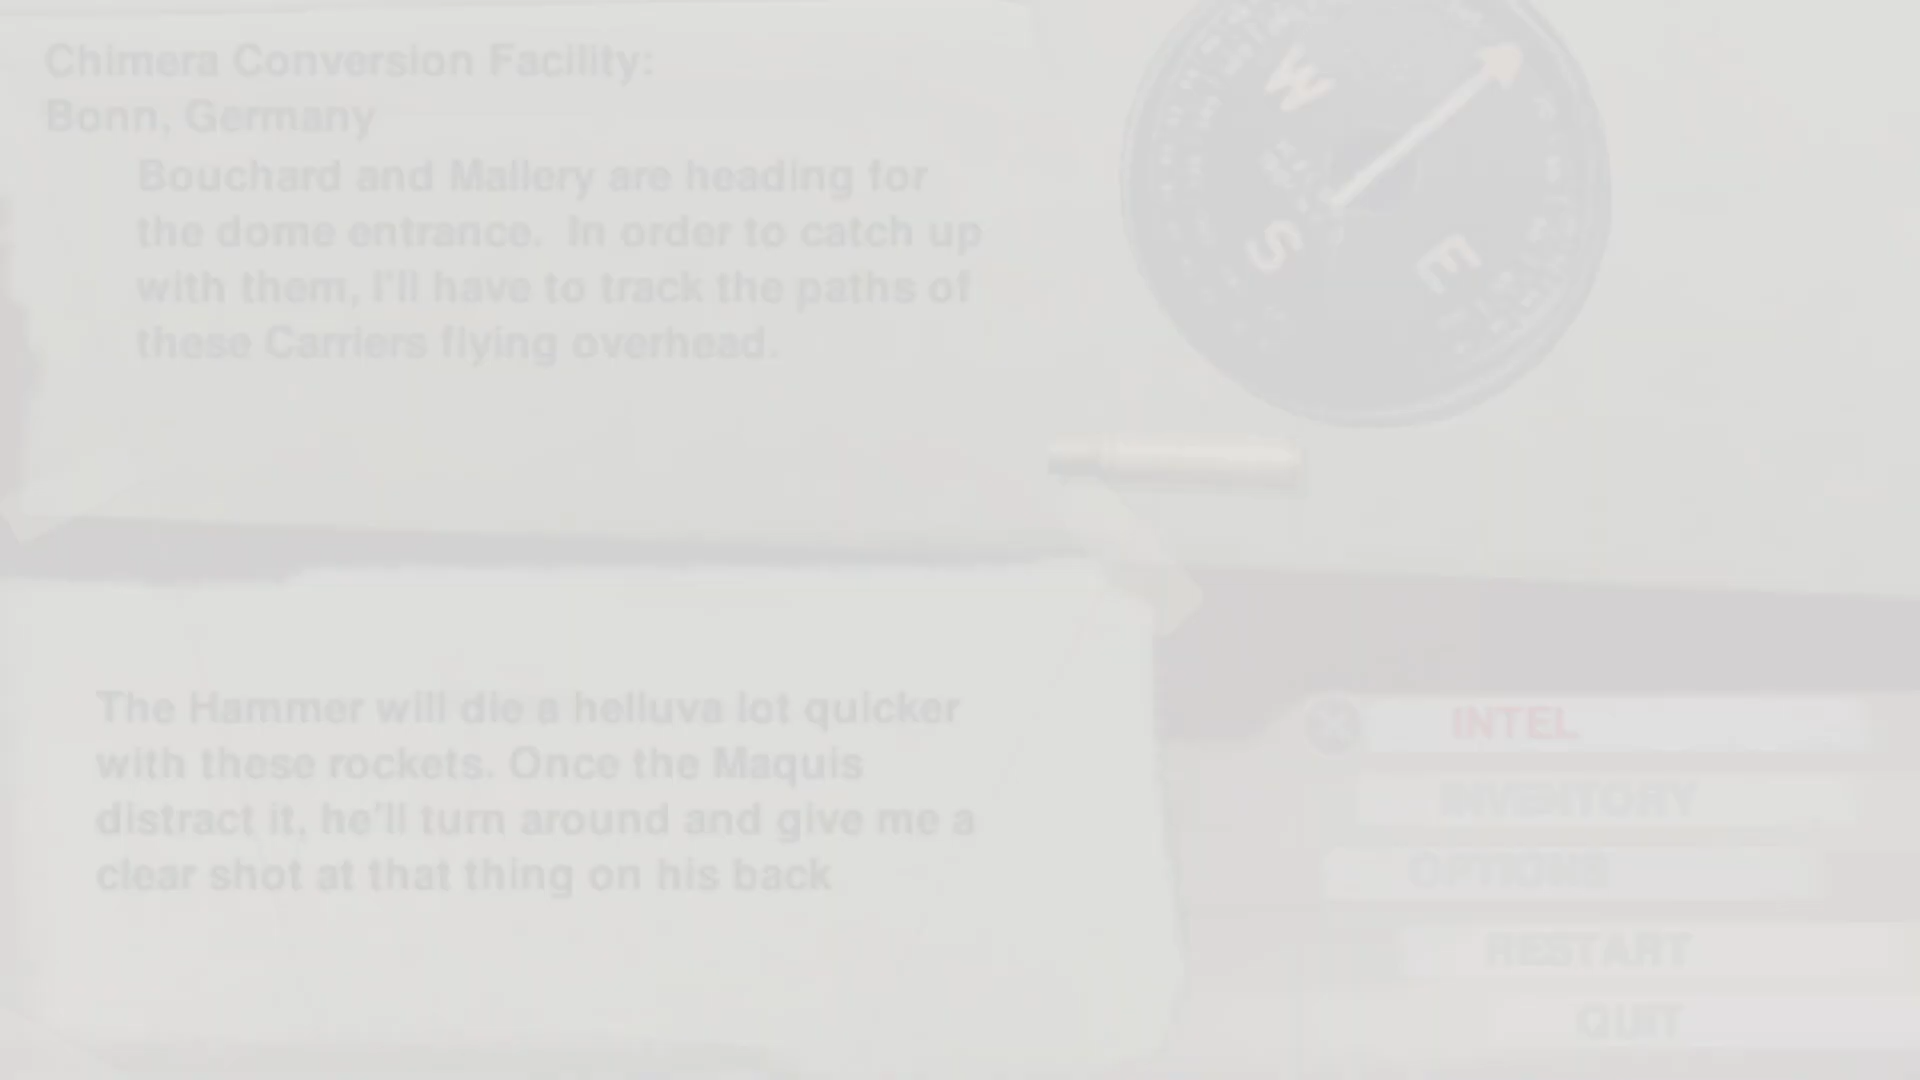 Chimera Conversion Facility:
Bonn, Germany
Bouchard and Mallery are heading for
the dome entrance. In order to catch up
with them, I'll have to track the paths of
these Carriers flying overhead.
W
S
E
The Hammer will die a helluva lot quicker
with these rockets. Once the Maquis
distract it, he'll turn around and give me a
clear shot at that thing on his back
INTEL
INVENTORY
OPTIONS
RESTART
QUIT